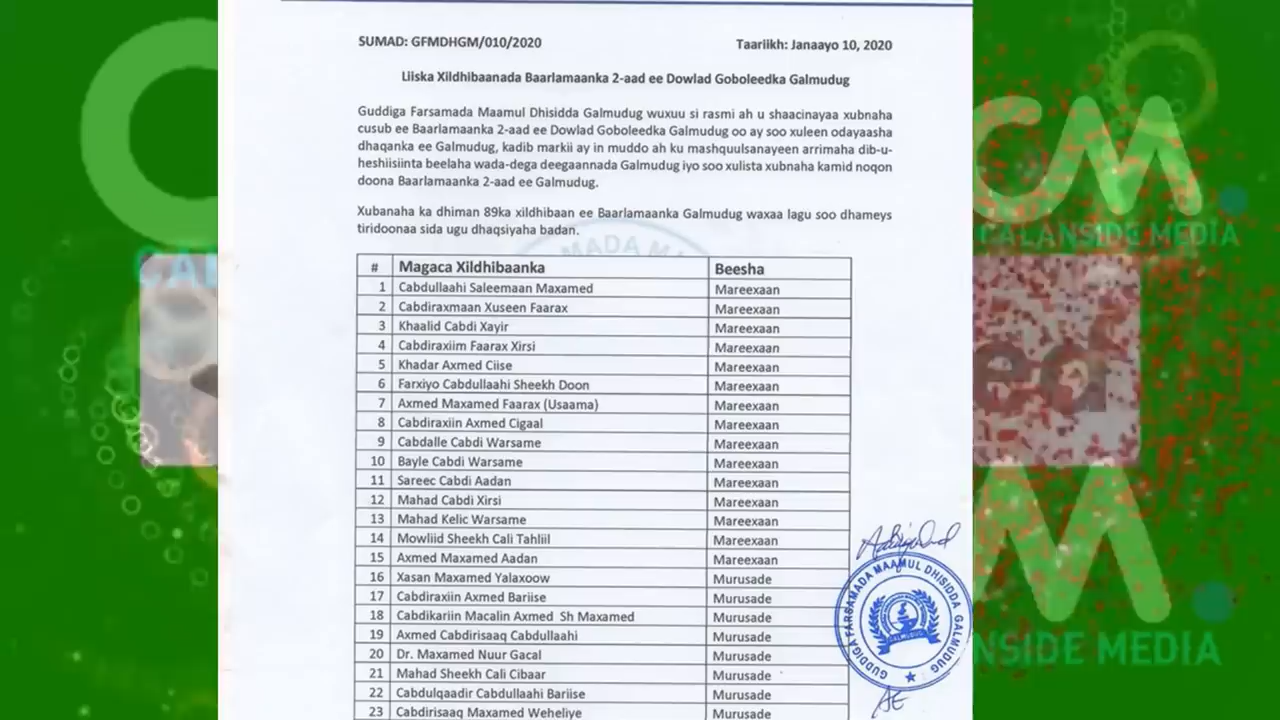 SUMAD: GFMDHGM/010/2020 Taariikh: Janaayo 10, 2020
Liiska Xildhibaanada Baarlamaanka 2-aad ee Dowlad Goboleedka Galmudug
Guddiga Farsamada Maamul Dhisidda Galmudug wuxuu si rasmi ah u shaacinayaa xubnaha
cusub ee Baarlamaanka 2-aad ee Dowlad Goboleedka Galmudug oo ay soo xuleen odayaasha
dhaqanka ee Galmudug, kadib markii ay in muddo ah ku mashquulsanayeen arrimaha dib-u-
heshiisiinta beelaha wada-dega deegaannada Galmudug iyo soo xulista xubnaha kamid noqon
doona Baarlamaanka 2-aad ee Galmudug.
Xubanaha ka dhiman 89ka xildhibaan ee Baarlamaanka Galmudug waxaa lagu soo dhameys
tiridoonaa sida ugu dhaqsiyaha badan.
MADA MA
# Magaca Xildhibaanka Beesha
1 Cabdullaahi Saleemaan Maxamed Mareexaan
2 Cabdiraxmaan Xuseen Faarax Mareexaan
3 Khaalid Cabdi Xayir Mareexaan
4 Cabdiraxiim Faarax Xirsi Mareexaan
5 Khadar Axmed Ciise Mareexaan
6 Farxiyo Cabdullaahi Sheekh Doon Mareexaan
7 Axmed Maxamed Faarax (Usaama) Mareexaan
8 Cabdiraxiin Axmed Cigaal Mareexaan
9 Cabdalle Cabdi Warsame Mareexaan
10 Bayle Cabdi Warsame Mareexaan
11 Sareec Cabdi Aadan Mareexaan
12 Mahad Cabdi Xirsi Mareexaan
13 Mahad Kelic Warsame Mareexaan
14 Mowliid Sheekh Cali Tahliil Mareexaan
15 Axmed Maxamed Aadan Mareexaan
16 Xasan Maxamed Yalaxoow Murusade
17 Cabdiraxiin Axmed Bariise Murusade
18 Cabdikariin Macalin Axmed Sh Maxamed Murusade
19 Axmed Cabdirisaaq Cabdullaahi Murusade
20 Dr. Maxamed Nuur Gacal Murusade
21 Mahad Sheekh Cali Cibaar Murusade
22 Cabdulqaadir Cabdullaahi Bariise Murusade
23 Cabdirisaaq Maxamed Weheliye Murusade
GUDDIGA FARSAMADA MAAMUL DHISIDDA GALMUDUG
GALMUDUG
CM
CALANSIDE MEDIA
CAL
ea
M
NSIDE MEDIA